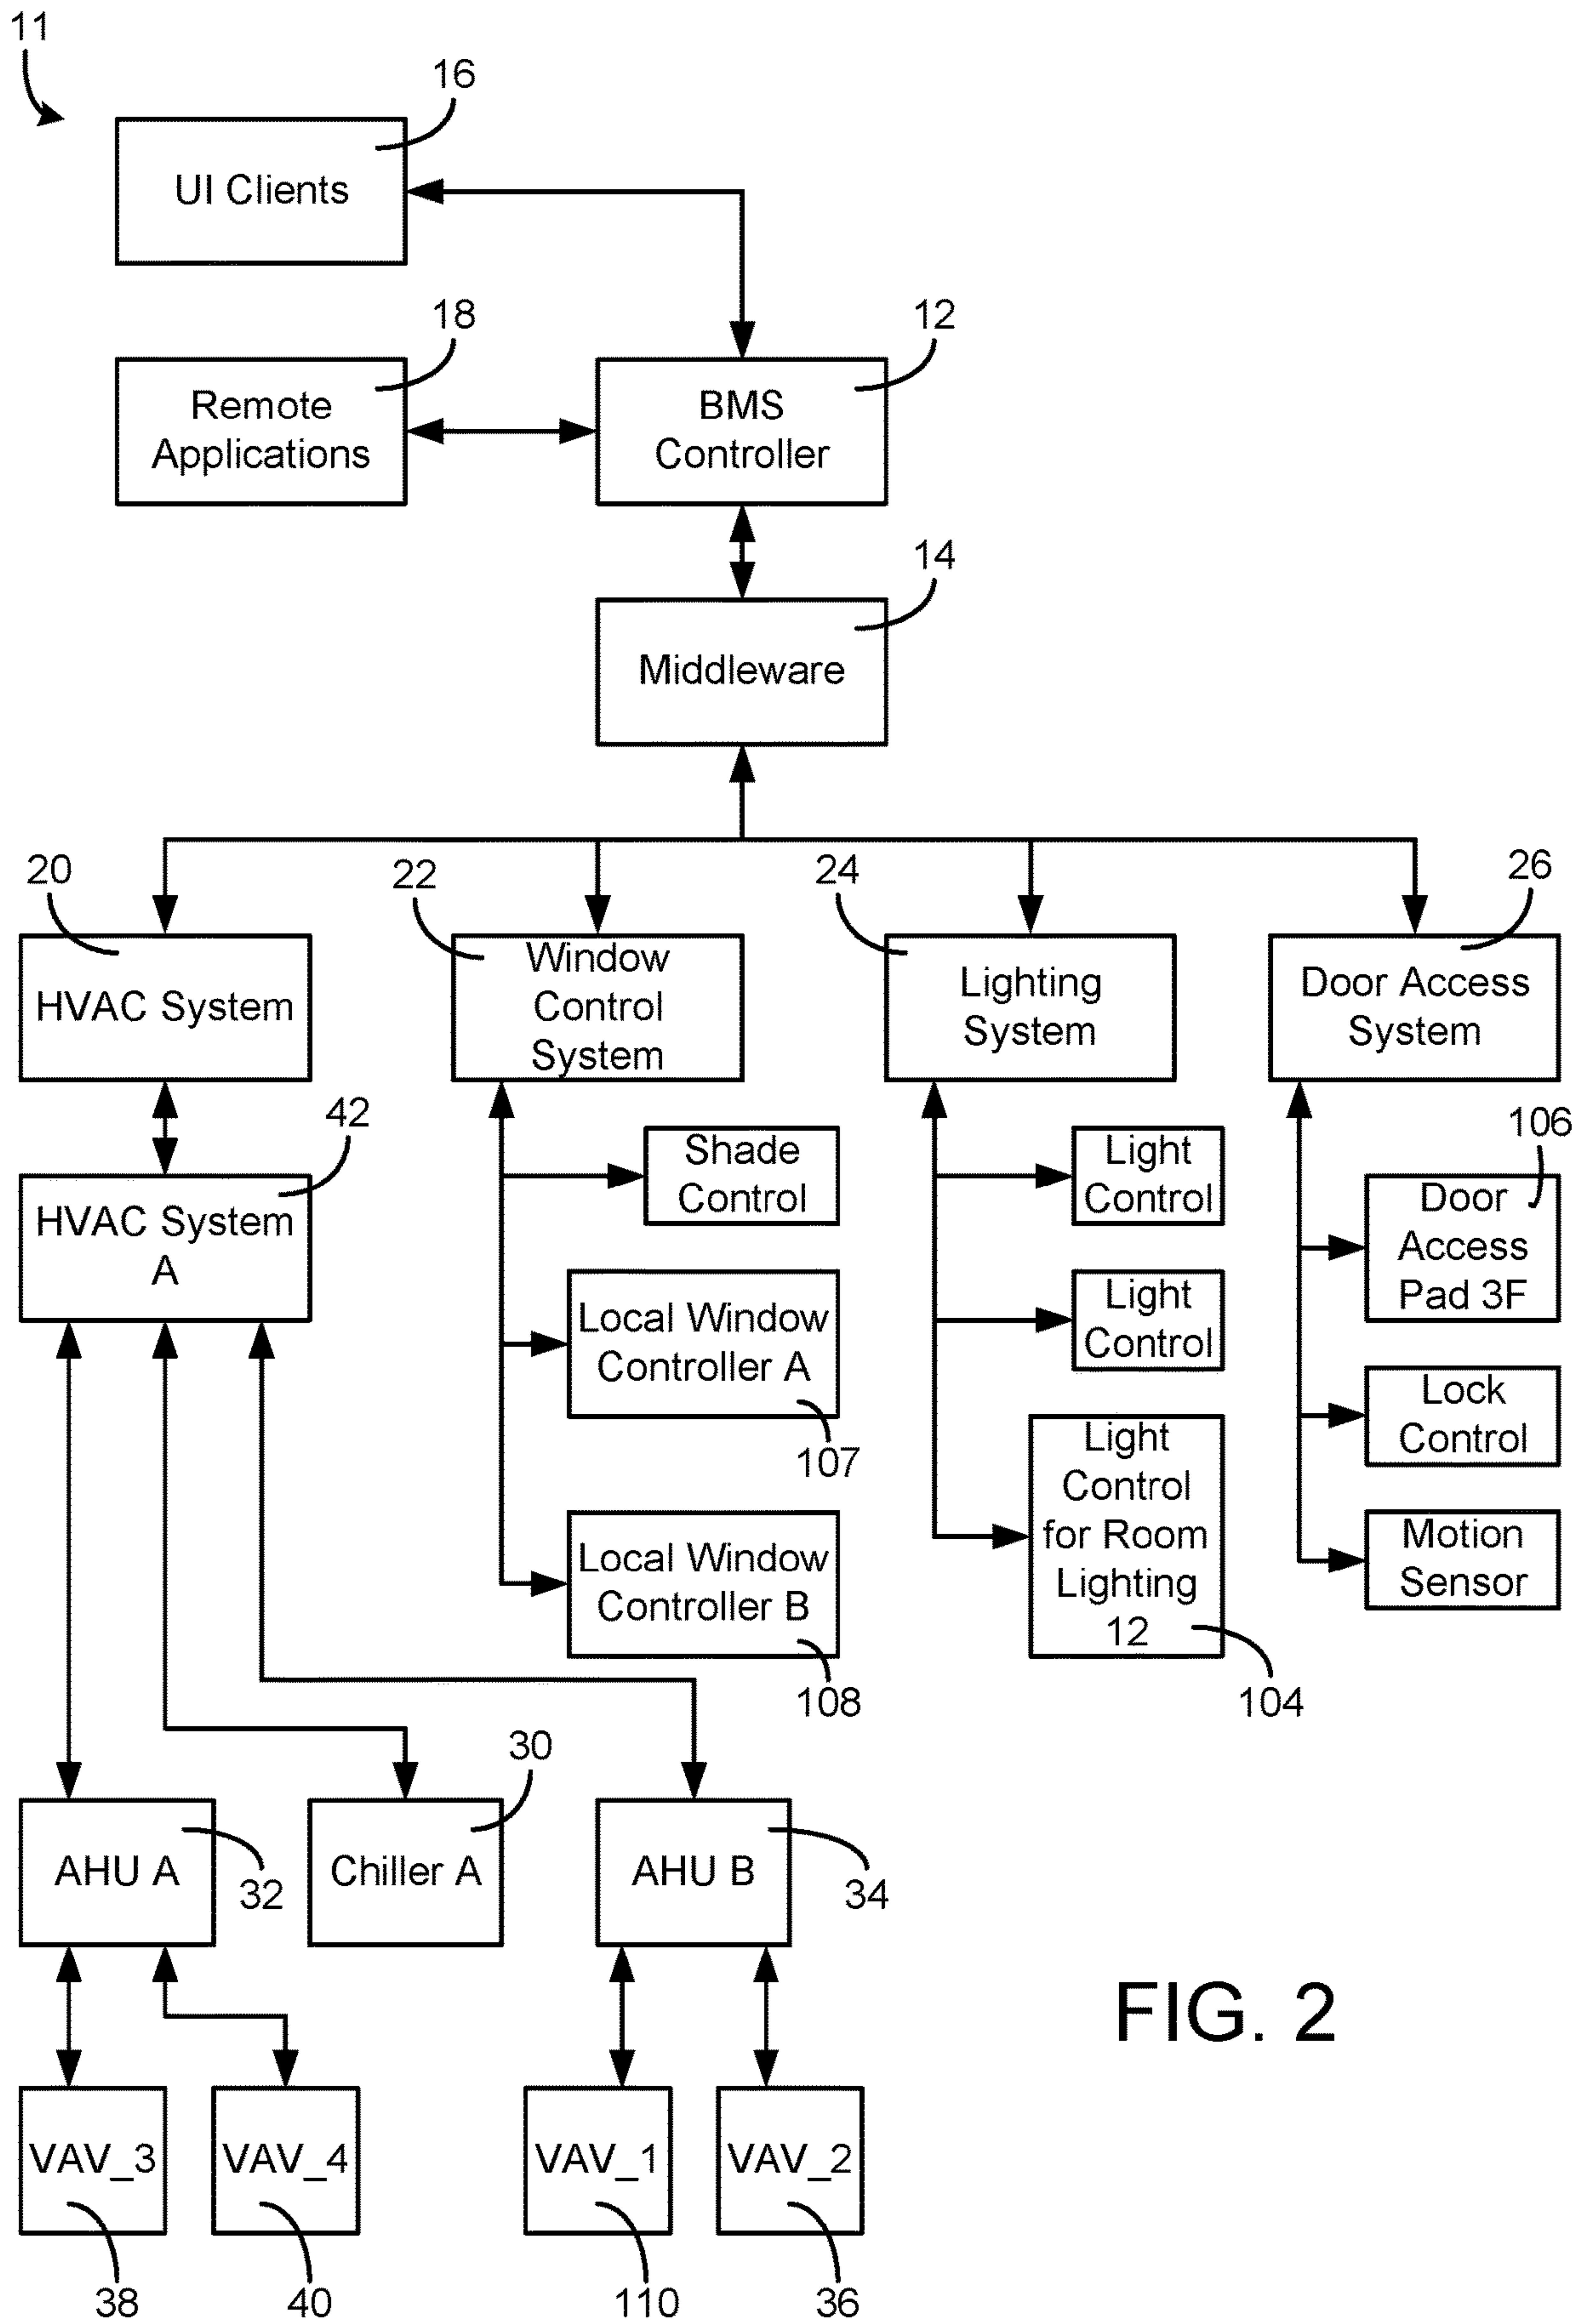 11
16
UI Clients
18
12
Remote
Applications
BMS
Controller
14
Middleware
20
22
24
26
HVAC System
Window
Control
System
Lighting
System
Door Access
System
42
HVAC System
A
Shade
Control
Local Window
Controller A
107
Local Window
Controller B
108
Light
Control
Light
Control
Light
Control
for Room
Lighting
12
104
106
Door
Access
Pad 3F
Lock
Control
Motion
Sensor
30
AHU A
32
Chiller A
AHU B
34
VAV_3
VAV_4
VAV_1
VAV_2
38
40
110
36
FIG. 2